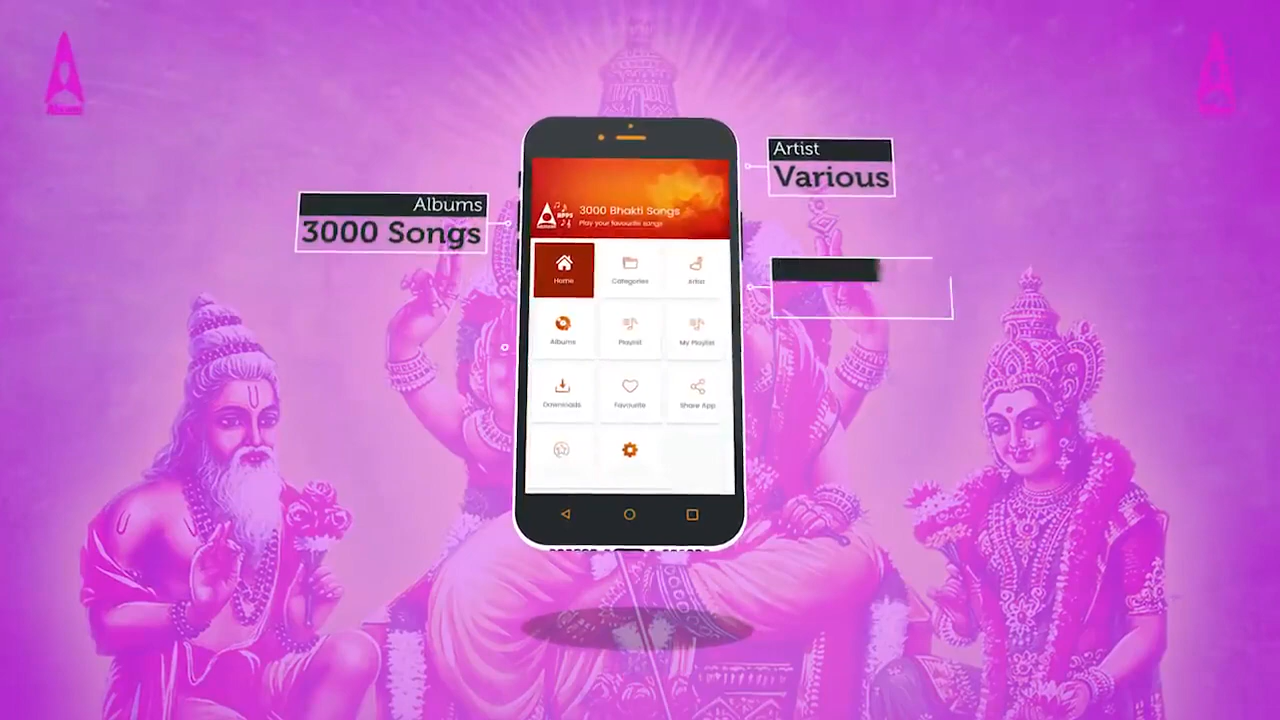 Albums
3000 Songs
Artist
Various
APPS
3000 Bhakti Songs
Play your favourite songs
Home
Categories
Artist
Albums
Playlist
My Playlist
Downloads
Favourite
Share App